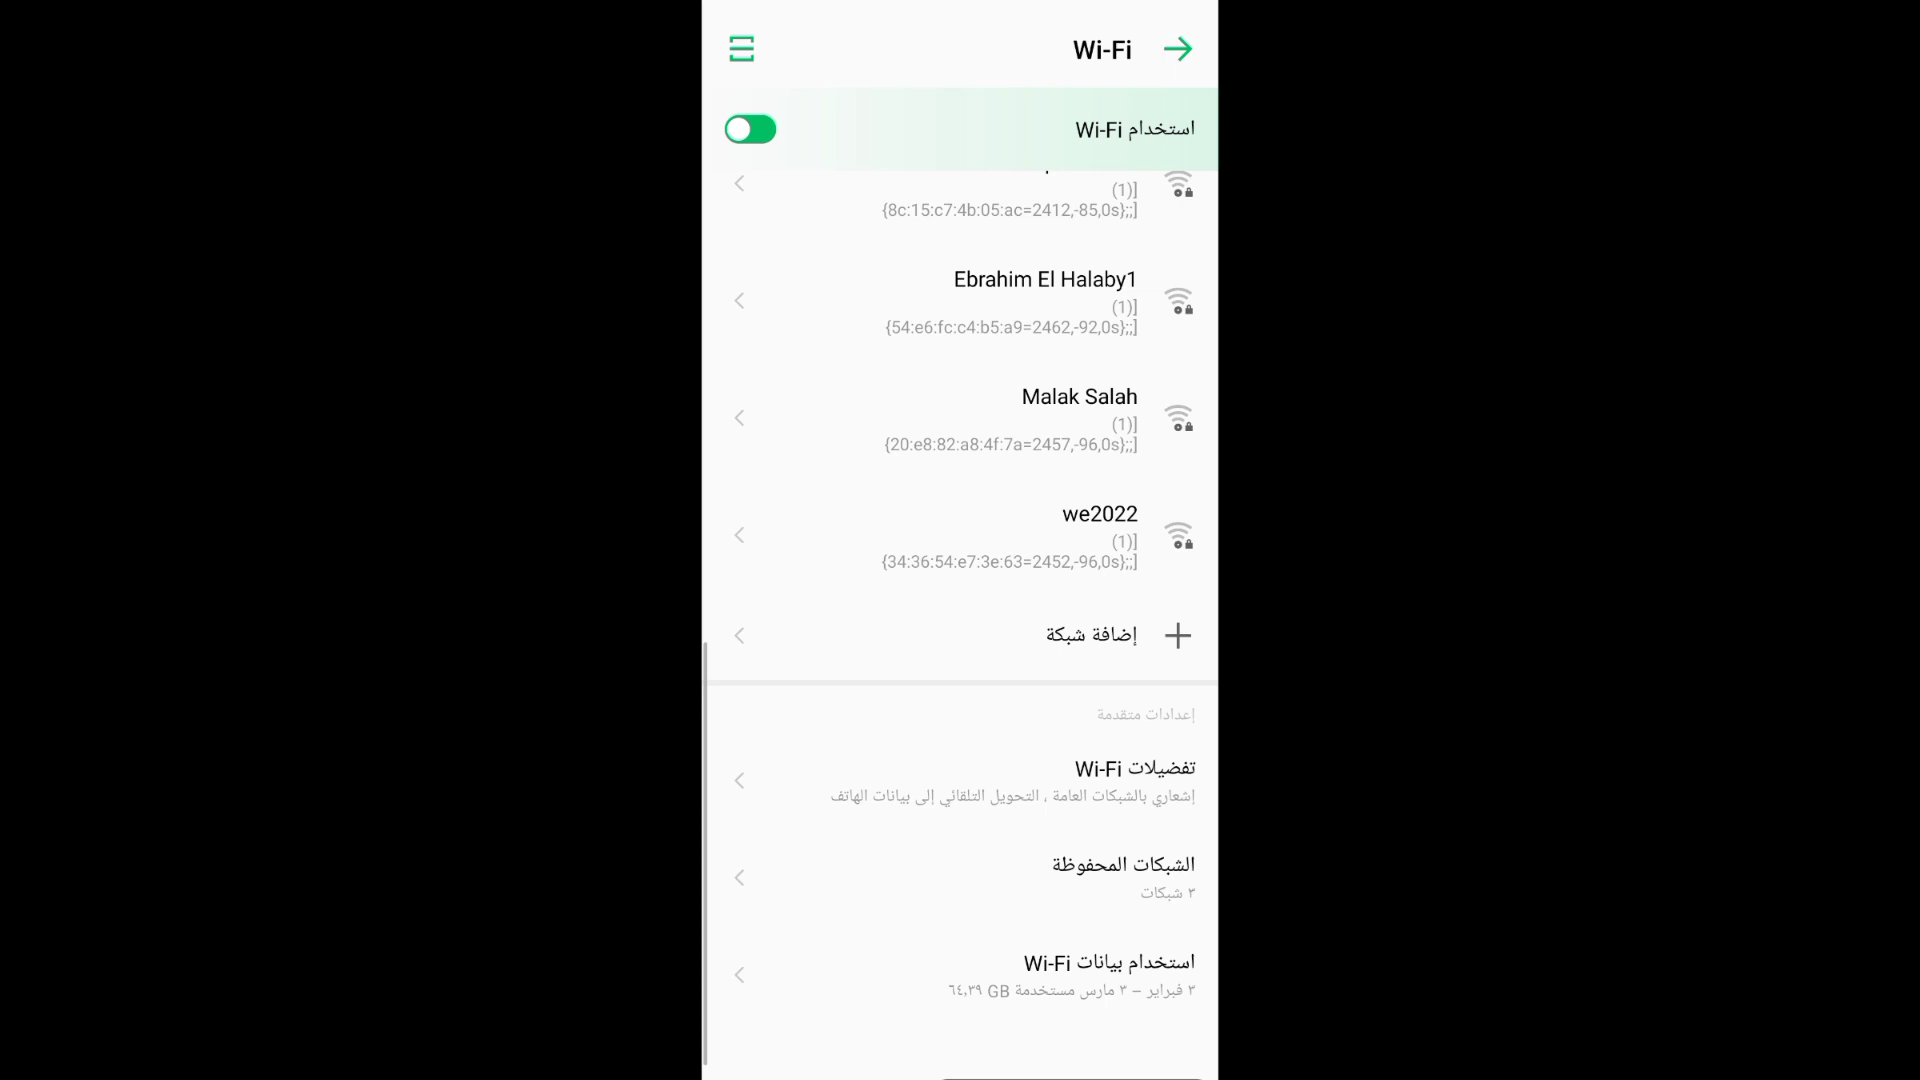 Wi-Fi
استخدام Wi-Fi
(1)]
{8c:15:c7:4b:05:ac=2412,-85,0s};;]
Ebrahim El Halaby1
(1)]
{54:e6:fc:c4:b5:a9=2462,-92,0s};;]
Malak Salah
(1)]
{20:e8:82:a8:4f:7a=2457,-96,0s};;]
we2022
(1)]
{34:36:54:e7:3e:63=2452,-96,0s};;]
إضافة شبكة
إعدادات متقدمة
تفضيلات Wi-Fi
إشعاري بالشبكات العامة ، التحويل التلقائي إلى بيانات الهاتف
الشبكات المحفوظة
٣ شبكات
استخدام بيانات Wi-Fi
٣ فبراير – ٣ مارس مستخدمة GB ٦٤,٣٩